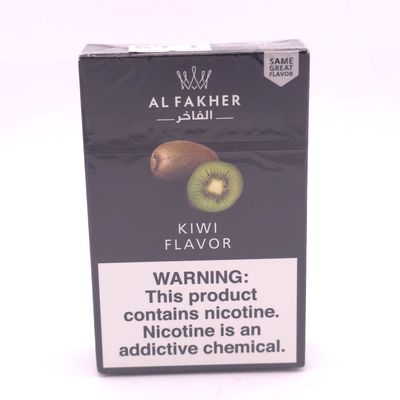 SAME
GREAT
FLAVOR
AL FAKHER
الفاخر
KIWI
FLAVOR
WARNING:
This product
contains nicotine.
Nicotine is an
addictive chemical.